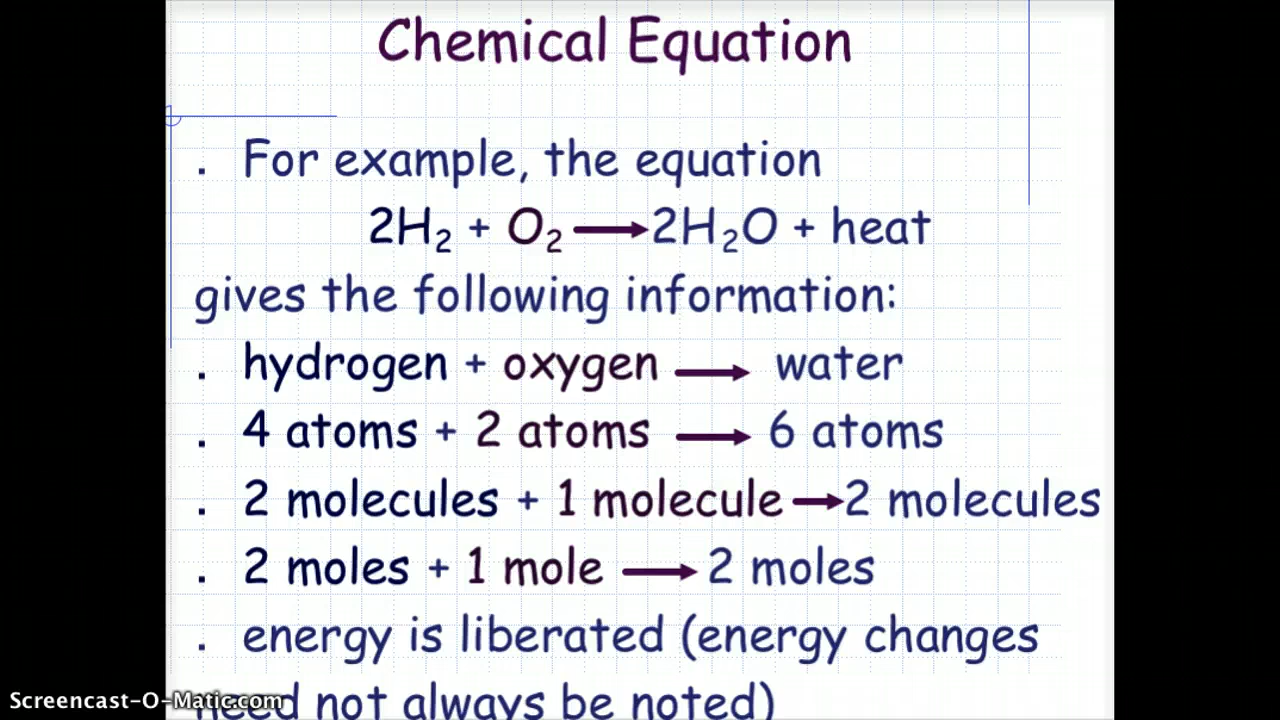 Chemical Equation
. For example, the equation
2H₂ + O₂ → 2H₂O + heat
gives the following information:
. hydrogen + oxygen → water
. 4 atoms + 2 atoms → 6 atoms
. 2 molecules + 1 molecule → 2 molecules
. 2 moles + 1 mole → 2 moles
. energy is liberated (energy changes
need not always be noted)
Screencast-O-Matic.com